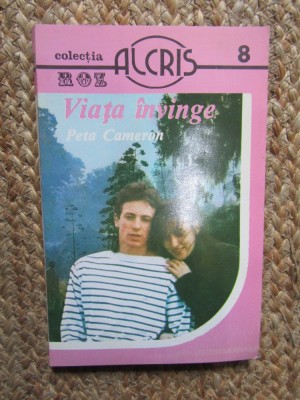 colecția
ROZ
ALCRIS
8
Viața învinge
Peta Cameron